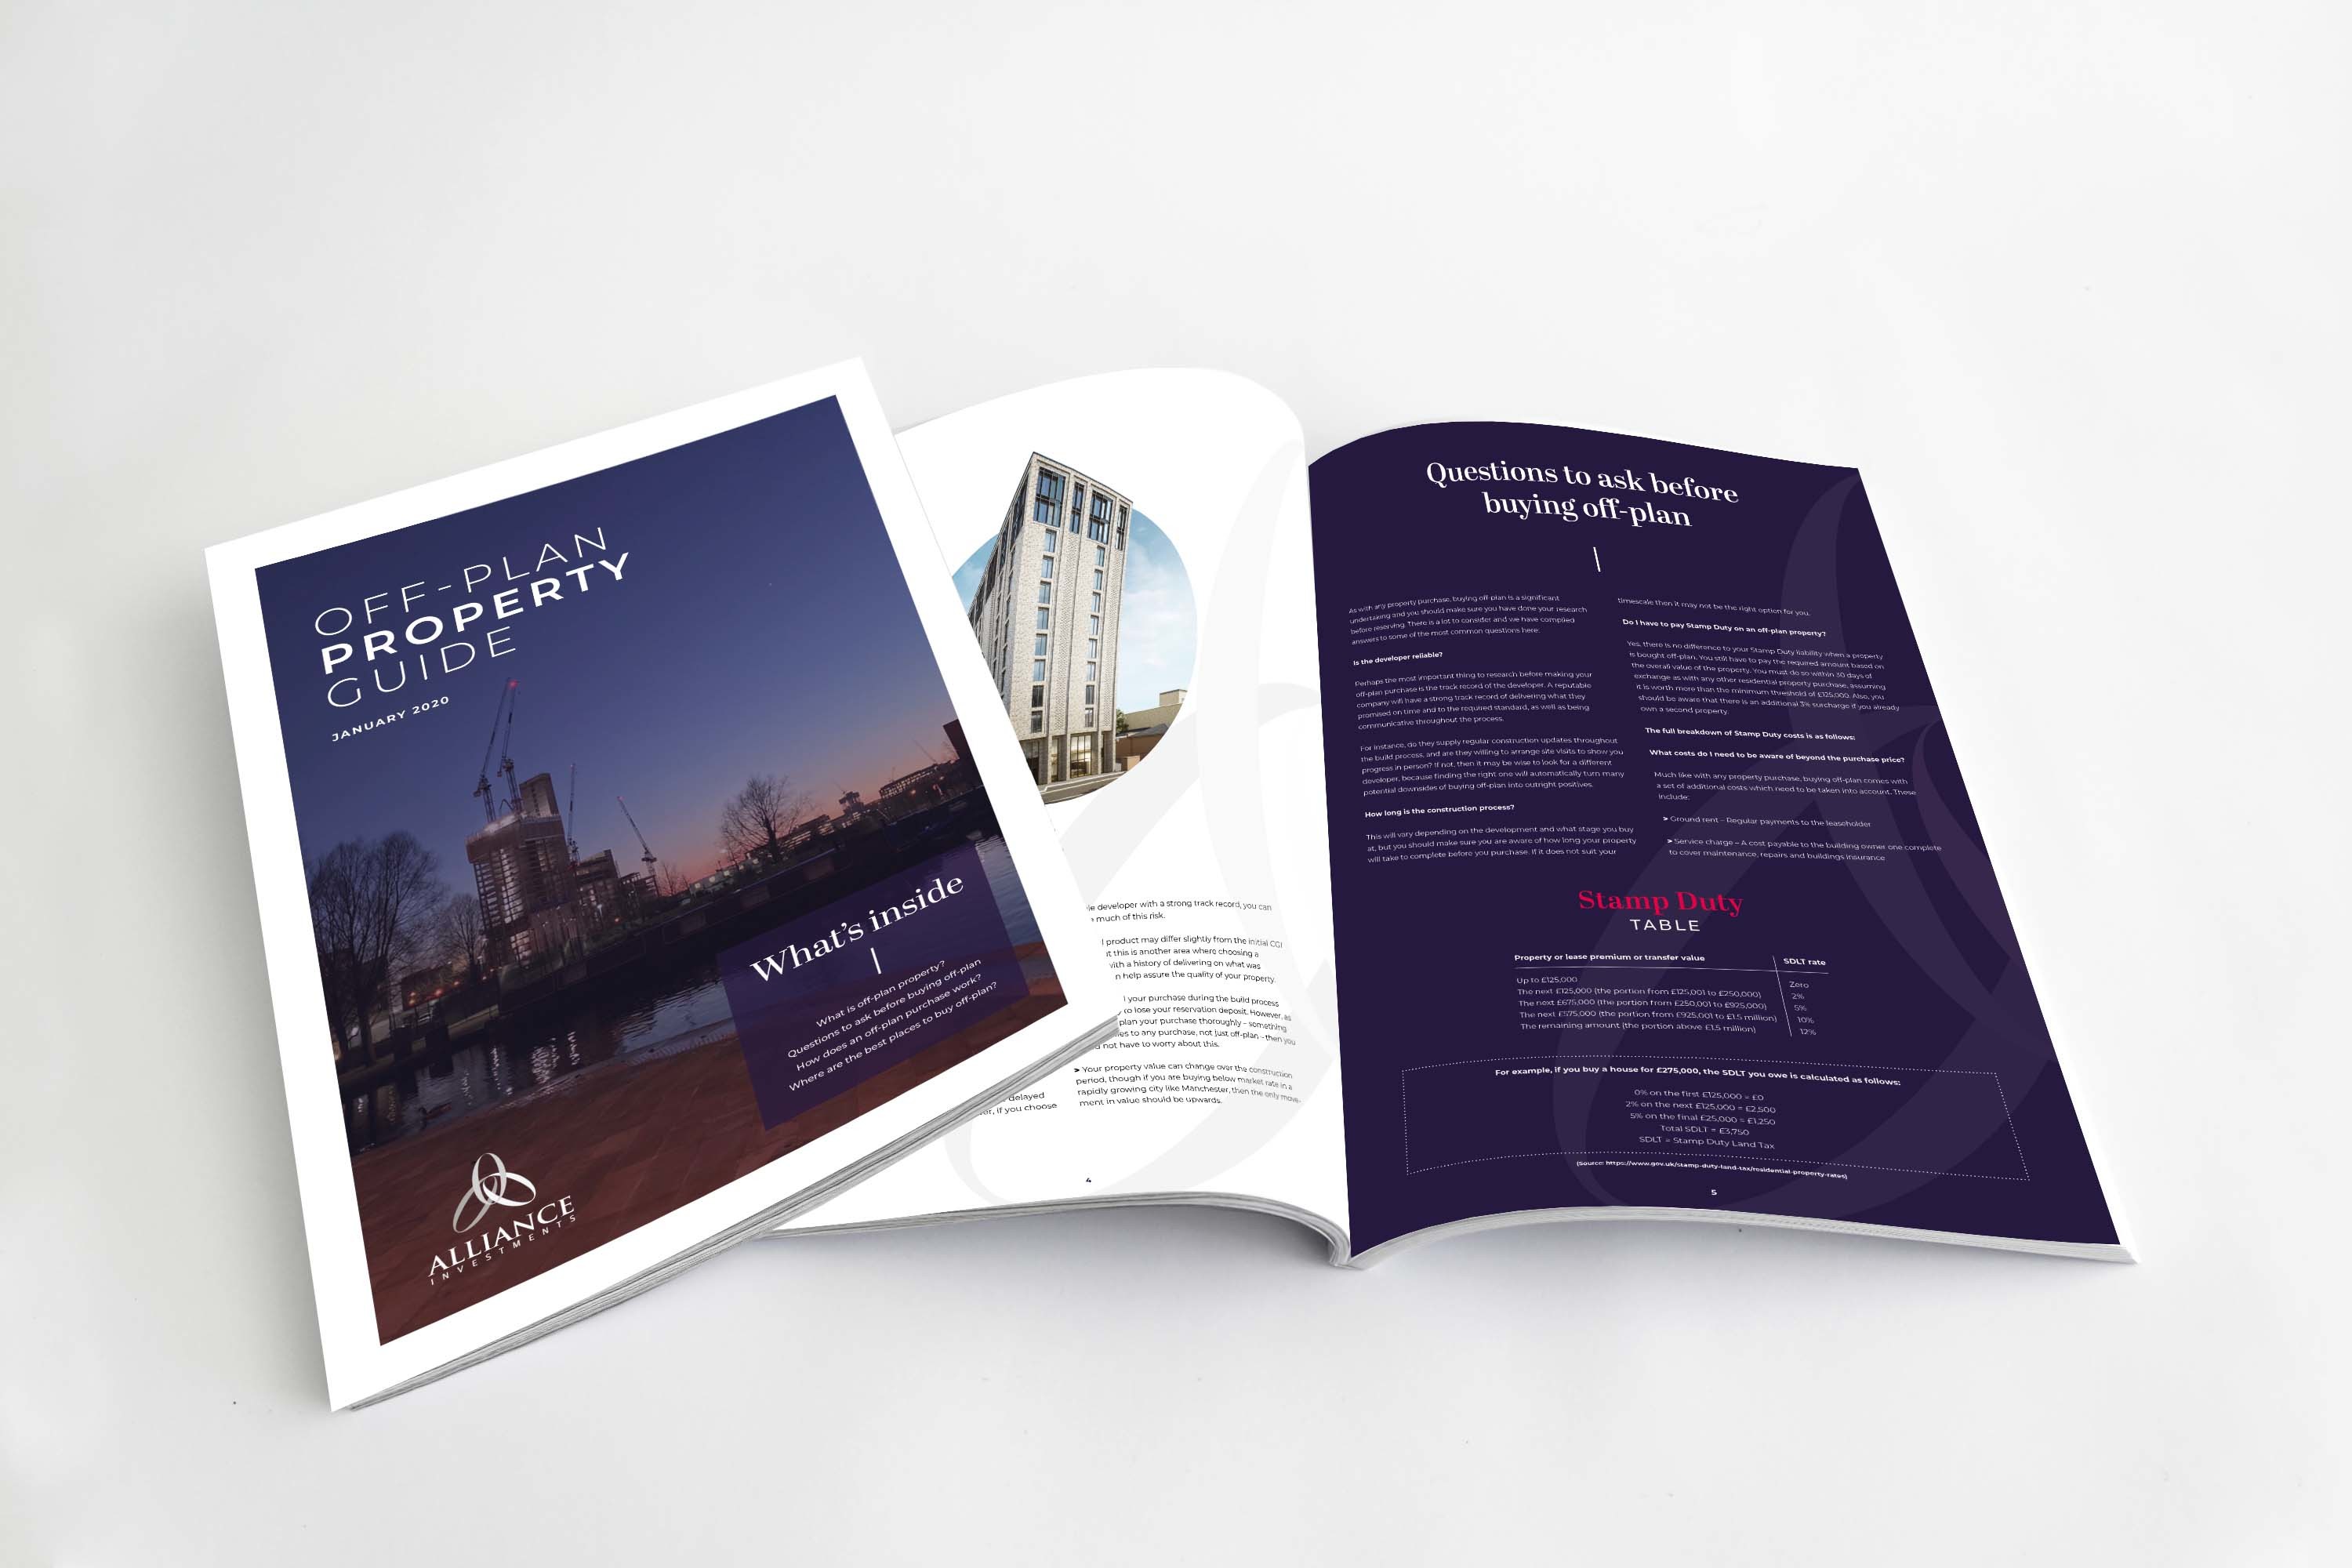 OFF-PLAN
PROPERTY
GUIDE
JANUARY 2020
What's inside
What is off-plan property?
Questions to ask before buying off-plan
How does an off-plan purchase work?
Where are the best places to buy off-plan?
ALLIANCE
INVESTMENTS
delayed
if you choose
developer with a strong track record, you can
much of this risk.
product may differ slightly from the initial CGI
this is another area where choosing a
with a history of delivering on what was
help assure the quality of your property.
your purchase during the build process
to lose your reservation deposit. However, as
plan your purchase thoroughly – something
to any purchase, not just off-plan – then you
not have to worry about this.
➤ Your property value can change over the construction
period, though if you are buying below market rate in a
rapidly growing city like Manchester, then the only move-
ment in value should be upwards.
4
Questions to ask before
buying off-plan
As with any property purchase, buying off-plan is a significant
undertaking and you should make sure you have done your research
before reserving. There is a lot to consider and we have compiled
answers to some of the most common questions here:
Is the developer reliable?
Perhaps the most important thing to research before making your
off-plan purchase is the track record of the developer. A reputable
company will have a strong track record of delivering what they
promised on time and to the required standard, as well as being
communicative throughout the process.
For instance, do they supply regular construction updates throughout
the build process, and are they willing to arrange site visits to show you
progress in person? If not, then it may be wise to look for a different
developer, because finding the right one will automatically turn many
potential downsides of buying off-plan into outright positives.
How long is the construction process?
This will vary depending on the development and what stage you buy
at, but you should make sure you are aware of how long your property
will take to complete before you purchase. If it does not suit your
timescale then it may not be the right option for you.
Do I have to pay Stamp Duty on an off-plan property?
Yes, there is no difference to your Stamp Duty liability when a property
is bought off-plan. You still have to pay the required amount based on
the overall value of the property. You must do so within 30 days of
exchange as with any other residential property purchase, assuming
it is worth more than the minimum threshold of £125,000. Also, you
should be aware that there is an additional 3% surcharge if you already
own a second property.
The full breakdown of Stamp Duty costs is as follows:
What costs do I need to be aware of beyond the purchase price?
Much like with any property purchase, buying off-plan comes with
a set of additional costs which need to be taken into account. These
include:
➤ Ground rent – Regular payments to the leaseholder
➤ Service charge – A cost payable to the building owner one complete
to cover maintenance, repairs and buildings insurance
Stamp Duty
TABLE
Property or lease premium or transfer value SDLT rate
Up to £125,000 Zero
The next £125,000 (the portion from £125,001 to £250,000) 2%
The next £675,000 (the portion from £250,001 to £925,000) 5%
The next £575,000 (the portion from £925,001 to £1.5 million) 10%
The remaining amount (the portion above £1.5 million) 12%
For example, if you buy a house for £275,000, the SDLT you owe is calculated as follows:
0% on the first £125,000 = £0
2% on the next £125,000 = £2,500
5% on the final £25,000 = £1,250
Total SDLT = £3,750
SDLT = Stamp Duty Land Tax
(Source: https://www.gov.uk/stamp-duty-land-tax/residential-property-rates)
5